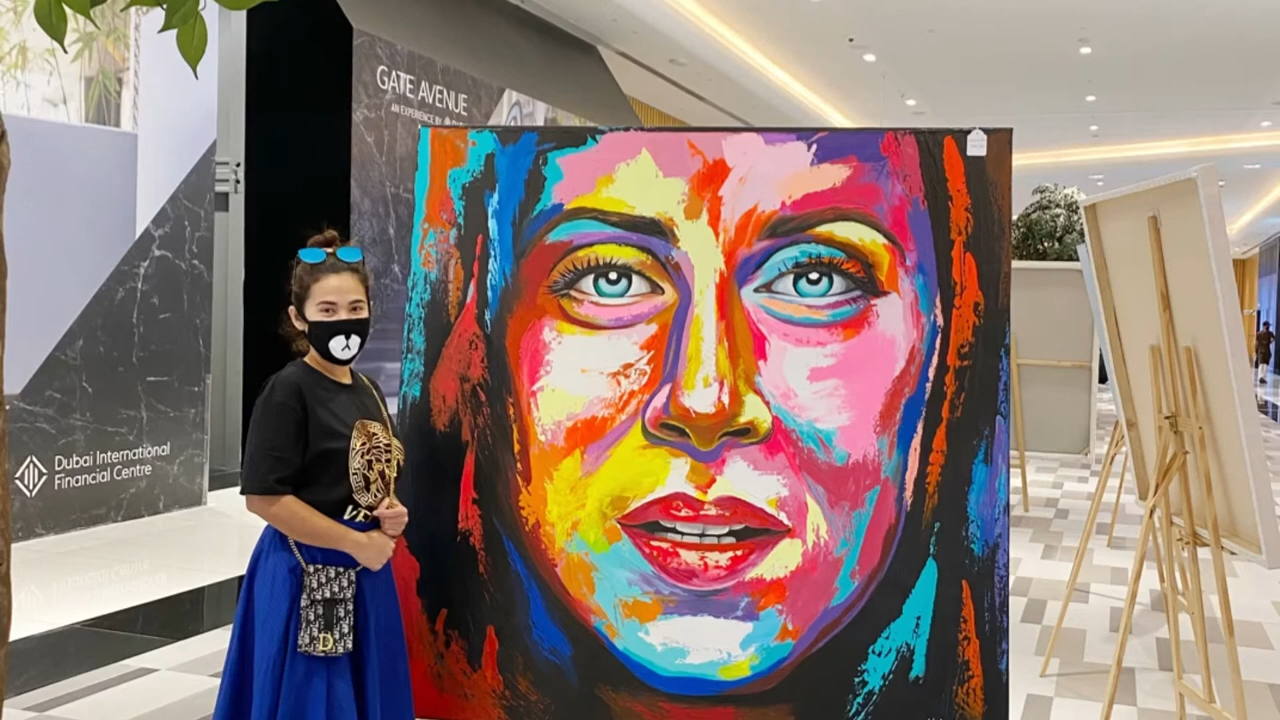 GATE AVENUE
AN EXPERIENCE BY
Dubai International
Financial Centre
D